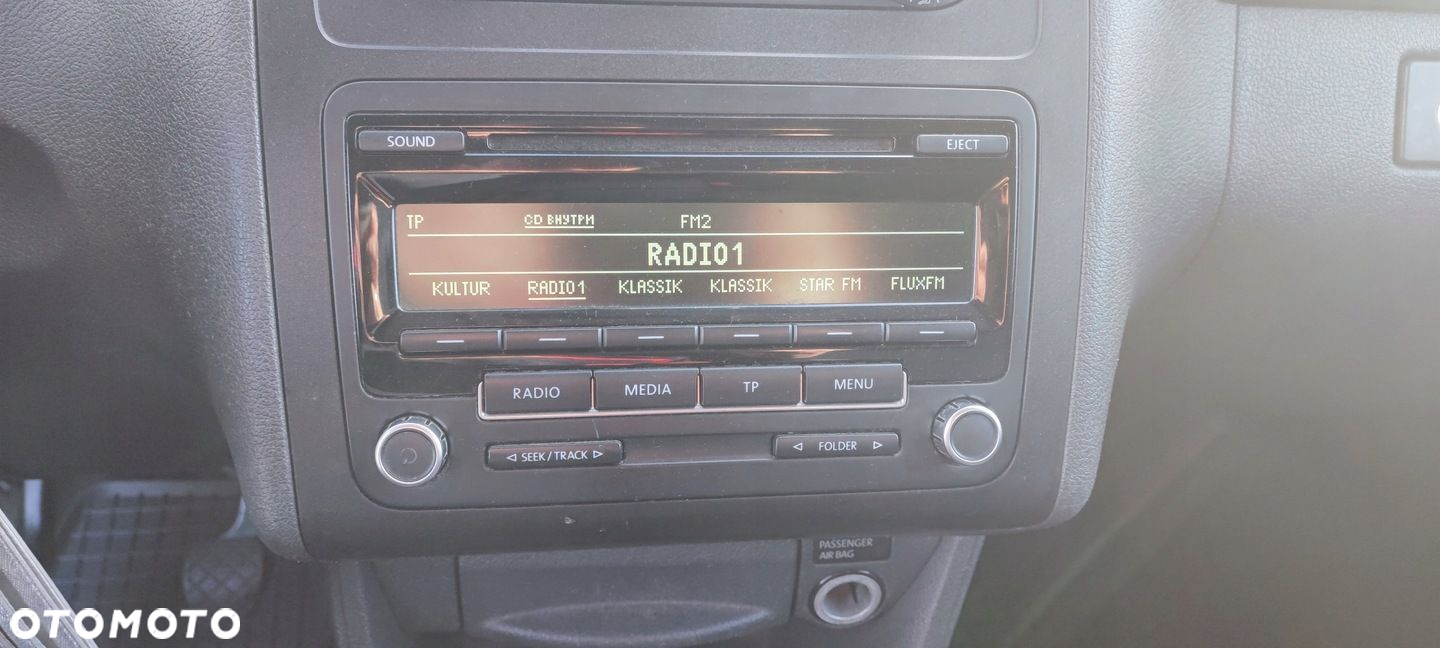 SOUND
EJECT
TP CD ВНУТРИ FM2
RADIO1
KULTUR RADIO1 KLASSIK KLASSIK STAR FM FLUXFM
RADIO MEDIA TP MENU
SEEK/TRACK
FOLDER
PASSENGER
AIR BAG
OTOMOTO